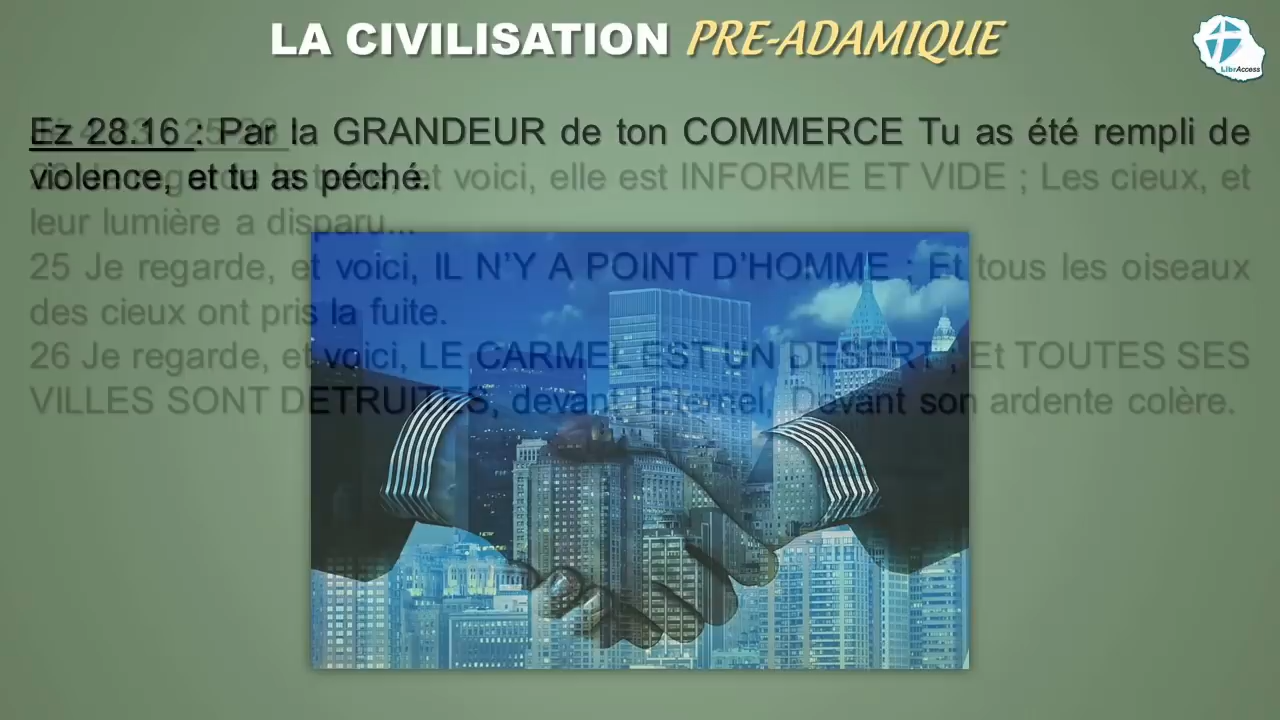 LA CIVILISATION PRE-ADAMIQUE
LibrAccess
Ez 28.16 : Par la GRANDEUR de ton COMMERCE Tu as été rempli de
violence, et tu as péché.
et voici, elle est INFORME ET VIDE ; Les cieux, et
leur lumière a disparu...
25 Je regarde, et voici, IL N’Y A POINT D’HOMME ; Et tous les oiseaux
des cieux ont pris la fuite.
26 Je regarde, et voici, LE CARMEL EST UN DESERT ; Et TOUTES SES
VILLES SONT DETRUITES, devant l’Eternel, Devant son ardente colère.